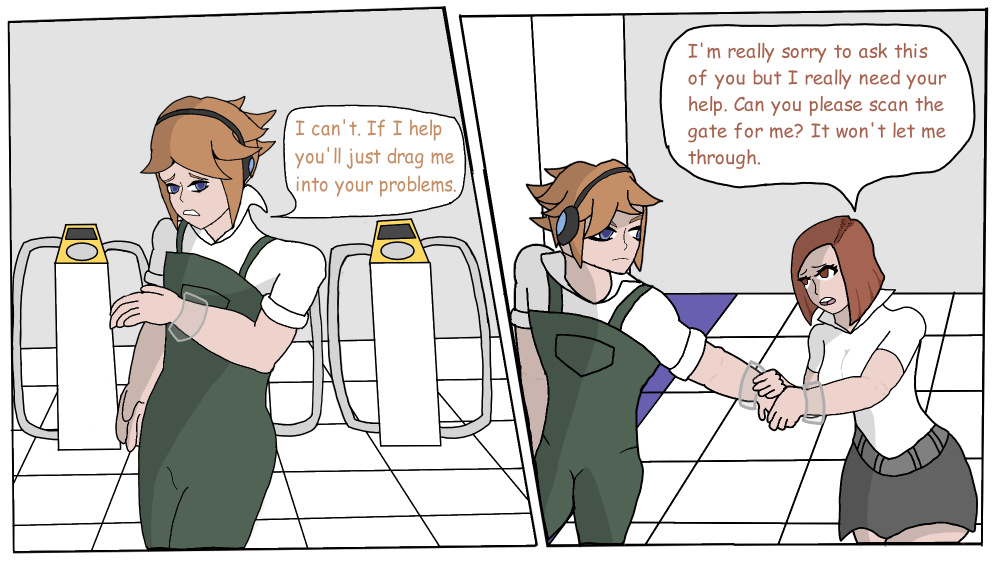 I can't. If I help
you'll just drag me
into your problems.
I'm really sorry to ask this
of you but I really need your
help. Can you please scan the
gate for me? It won't let me
through.